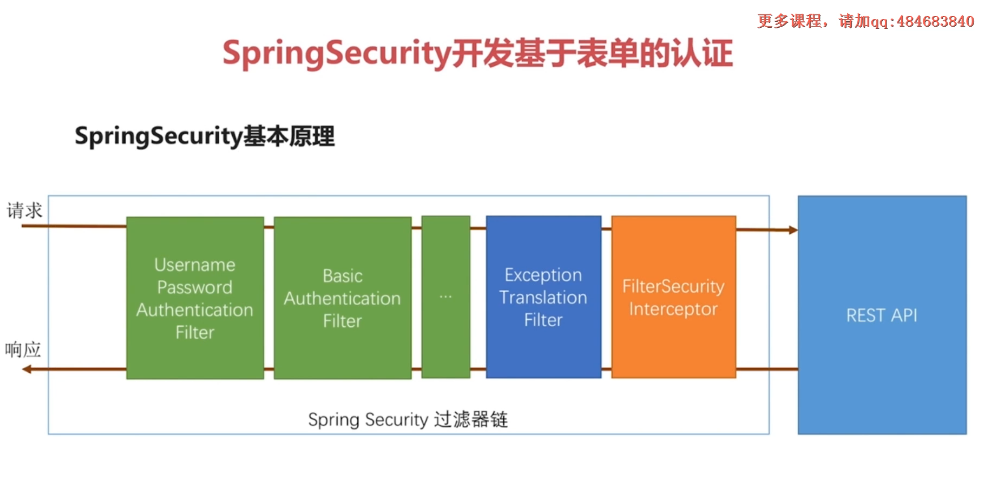 更多课程，请加qq:484683840
SpringSecurity开发基于表单的认证
SpringSecurity基本原理
请求
Username
Password
Authentication
Filter
Basic
Authentication
Filter
...
Exception
Translation
Filter
FilterSecurity
Interceptor
REST API
响应
Spring Security 过滤器链